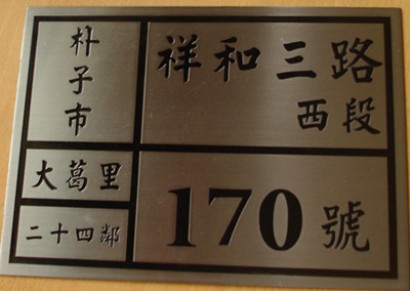 朴子市
祥和三路
西段
大葛里
二十四鄰
170號